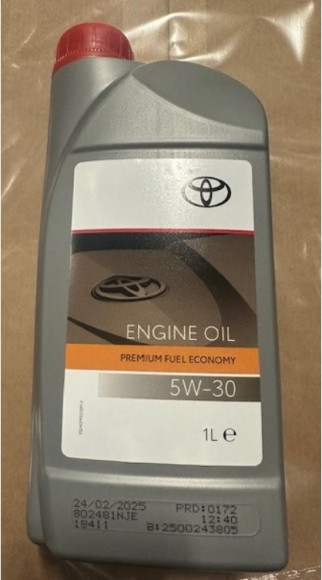 ENGINE OIL
PREMIUM FUEL ECONOMY
5W-30
1L ℮
24/02/2025 PRD:0172
802481NJE 12:40
18411 B:2500243805